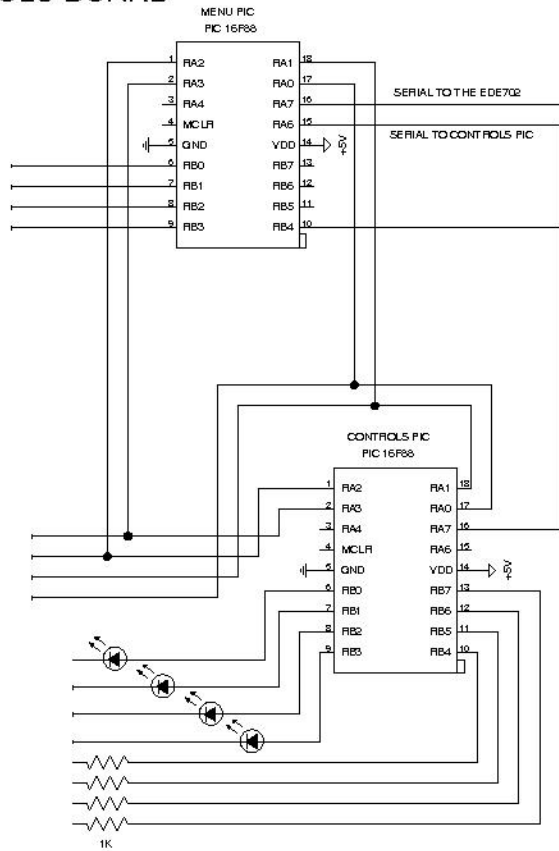 MENU PIC
PIC 16F88
1 RA2 RA1 18
2 RA3 RA0 17
3 RA4 RA7 16
4 MCLR RA6 15
5 GND VDD 14
6 RB0 RB7 13
7 RB1 RB6 12
8 RB2 RB5 11
9 RB3 RB4 10
SERIAL TO THE EDE702
SERIAL TO CONTROLS PIC
+5V
CONTROLS PIC
PIC 16F88
1 RA2 RA1 18
2 RA3 RA0 17
3 RA4 RA7 16
4 MCLR RA6 15
5 GND VDD 14
6 RB0 RB7 13
7 RB1 RB6 12
8 RB2 RB5 11
9 RB3 RB4 10
+5V
1K